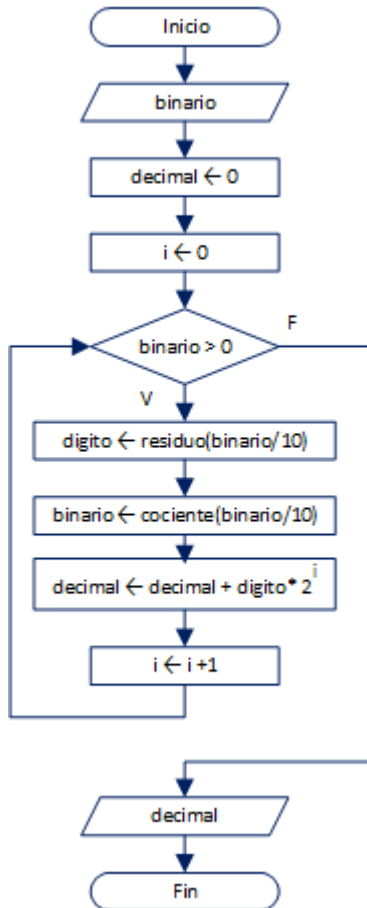 Inicio
binario
decimal ← 0
i ← 0
binario > 0
F
V
digito ← residuo(binario/10)
binario ← cociente(binario/10)
decimal ← decimal + digito* 2^i
i ← i +1
decimal
Fin